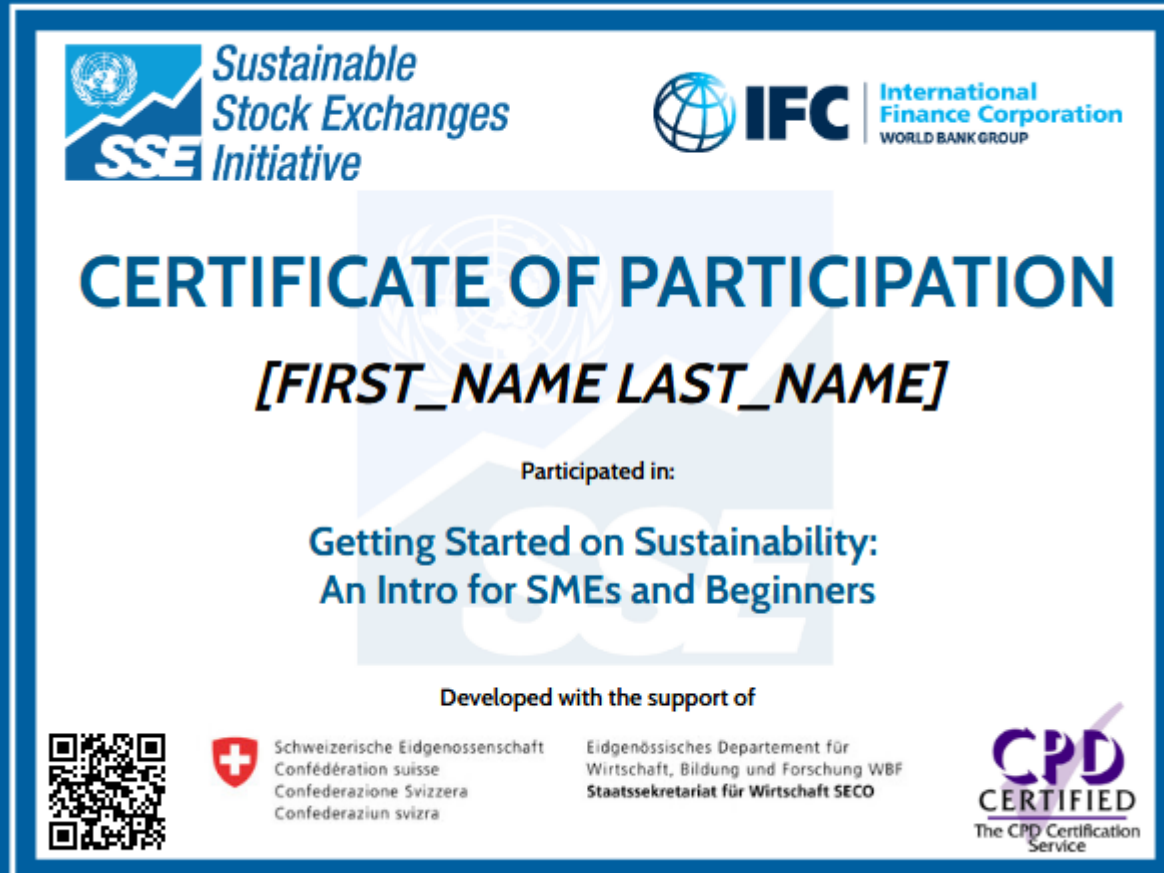 Sustainable
Stock Exchanges
Initiative
SSE
IFC
International
Finance Corporation
WORLD BANK GROUP
CERTIFICATE OF PARTICIPATION
[FIRST_NAME LAST_NAME]
Participated in:
Getting Started on Sustainability:
An Intro for SMEs and Beginners
SSE
Developed with the support of
Schweizerische Eidgenossenschaft
Confédération suisse
Confederazione Svizzera
Confederaziun svizra
Eidgenössisches Departement für
Wirtschaft, Bildung und Forschung WBF
Staatssekretariat für Wirtschaft SECO
CPD
CERTIFIED
The CPD Certification
Service